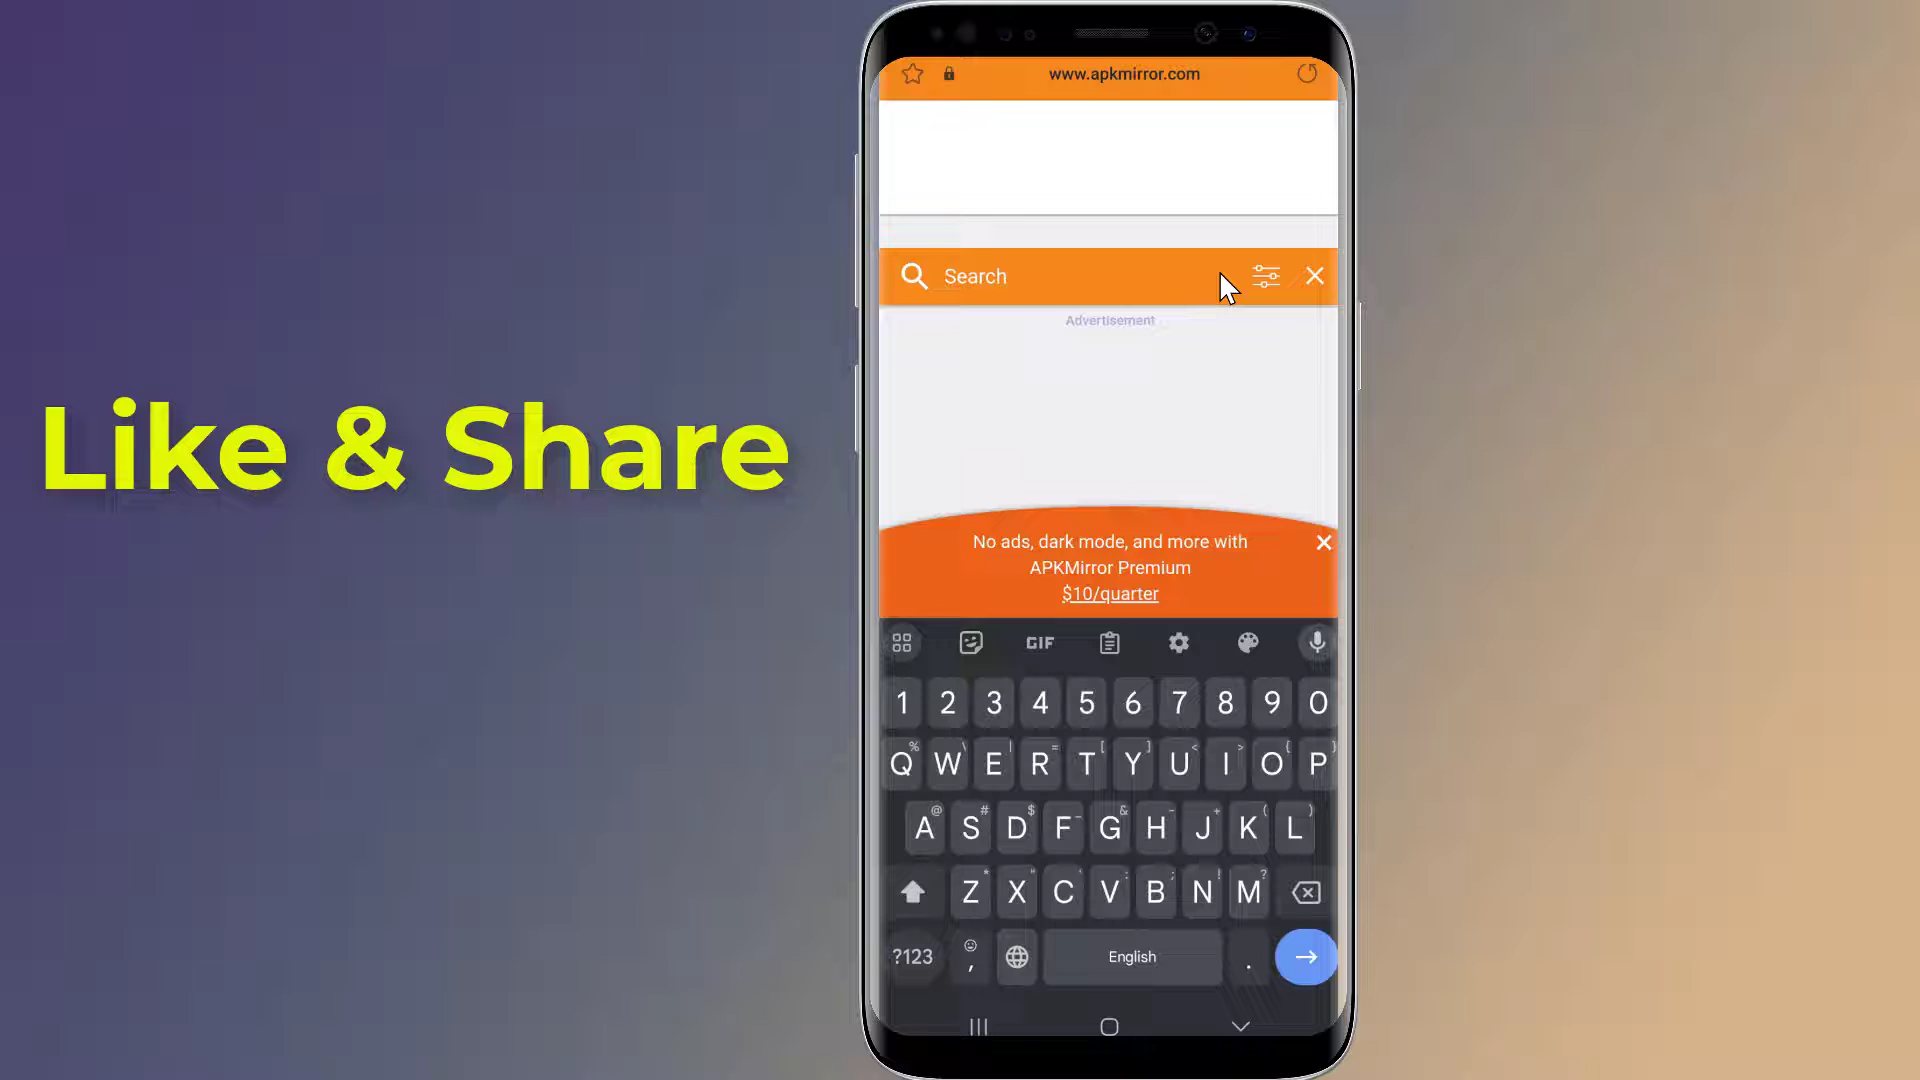 Like & Share
www.apkmirror.com
Search
Advertisement
No ads, dark mode, and more with
APKMirror Premium
$10/quarter
GIF
1 2 3 4 5 6 7 8 9 0
% \ | = [ ] < > { }
Q W E R T Y U I O P
@ # $ - & - + ( )
A S D F G H J K L
* " ' : ; ! ?
Z X C V B N M
?123 , English .